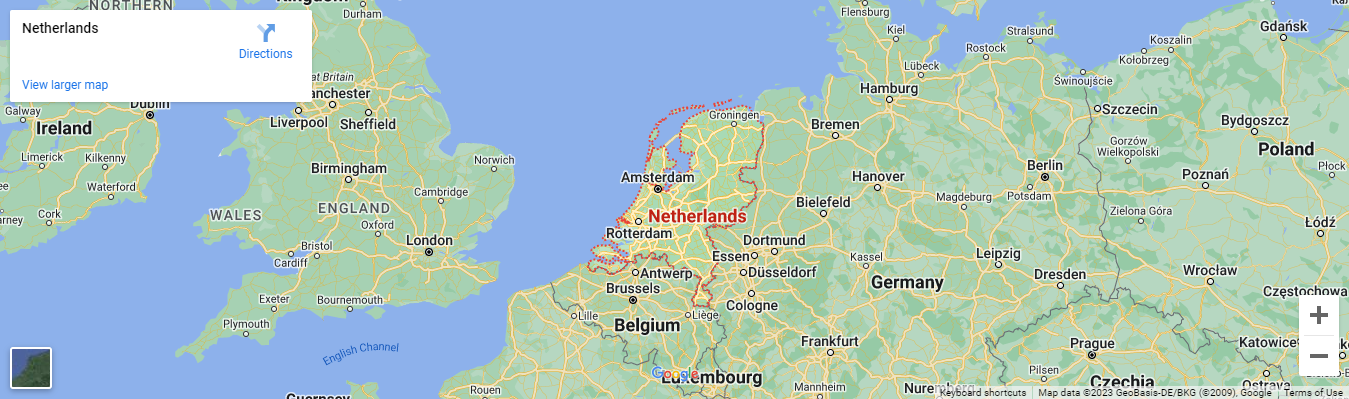 Netherlands
Directions
View larger map
NORTHERN
Durham
Great Britain
Manchester
Dublin
Galway
Ireland
Liverpool
Sheffield
Limerick
Kilkenny
Waterford
Cork
Birmingham
Norwich
Cambridge
WALES
ENGLAND
Oxford
London
Bristol
Cardiff
Exeter
Bournemouth
Plymouth
English Channel
Guernsey
Flensburg
Kiel
Rostock
Stralsund
Lübeck
Hamburg
Koszalin
Kołobrzeg
Gdańsk
Świnoujście
Szczecin
Groningen
Bremen
Bydgoszcz
Gorzów
Wielkopolski
Poland
Amsterdam
Hanover
Berlin
Potsdam
Poznań
Płock
Magdeburg
Netherlands
Bielefeld
Zielona Góra
Łódź
Rotterdam
Dortmund
Essen
Kassel
Leipzig
Antwerp
Düsseldorf
Dresden
Wrocław
Brussels
Cologne
Germany
Częstochowa
Lille
Liège
Belgium
Frankfurt
Prague
Katowice
Google
Luxembourg
Pilsen
Rouen
Mannheim
Nuremberg
Czechia
Ostrava
Keyboard shortcuts
Map data ©2023 GeoBasis-DE/BKG (©2009), Google
Terms of Use